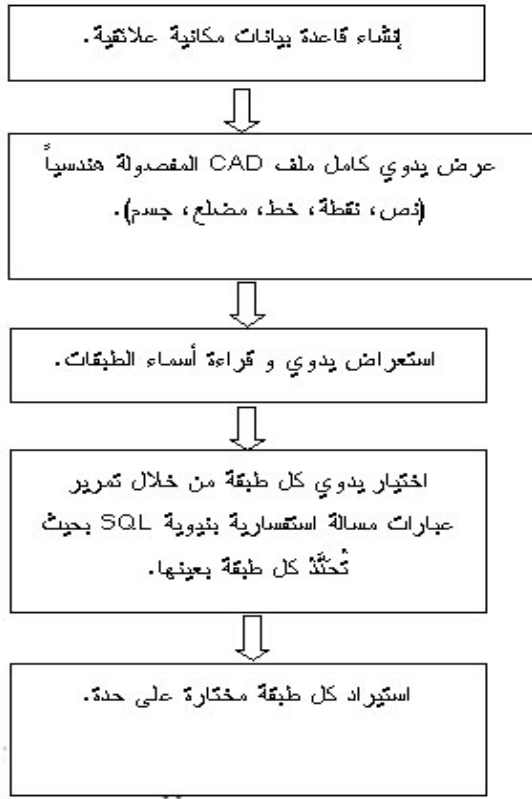 إنشاء قاعدة بيانات مكانية علائقية.
عرض يدوي كامل ملف CAD المفصولة هندسياً
(نص، نقطة، خط، مضلع، جسم).
استعراض يدوي و قراءة أسماء الطبقات.
اختيار يدوي كل طبقة من خلال تمرير
عبارات مسالة استفسارية بنيوية SQL بحيث
تُحَدَّدُ كل طبقة بعينها.
استيراد كل طبقة مختارة على حدة.